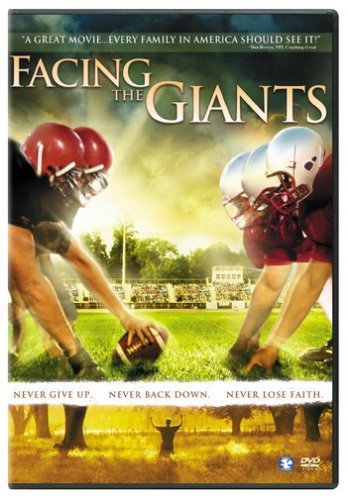 "A GREAT MOVIE...EVERY FAMILY IN AMERICA SHOULD SEE IT!"
FACING
THE
GIANTS
NEVER GIVE UP. NEVER BACK DOWN. NEVER LOSE FAITH.
DVD